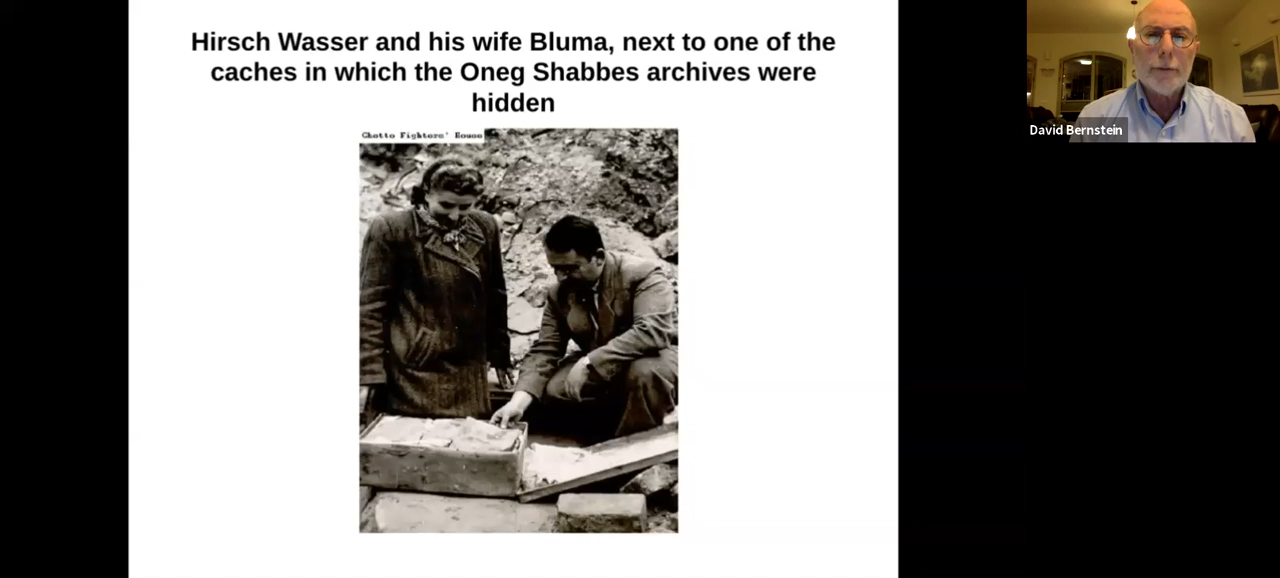 Hirsch Wasser and his wife Bluma, next to one of the
caches in which the Oneg Shabbes archives were
hidden
Ghetto Fighters' House
David Bernstein